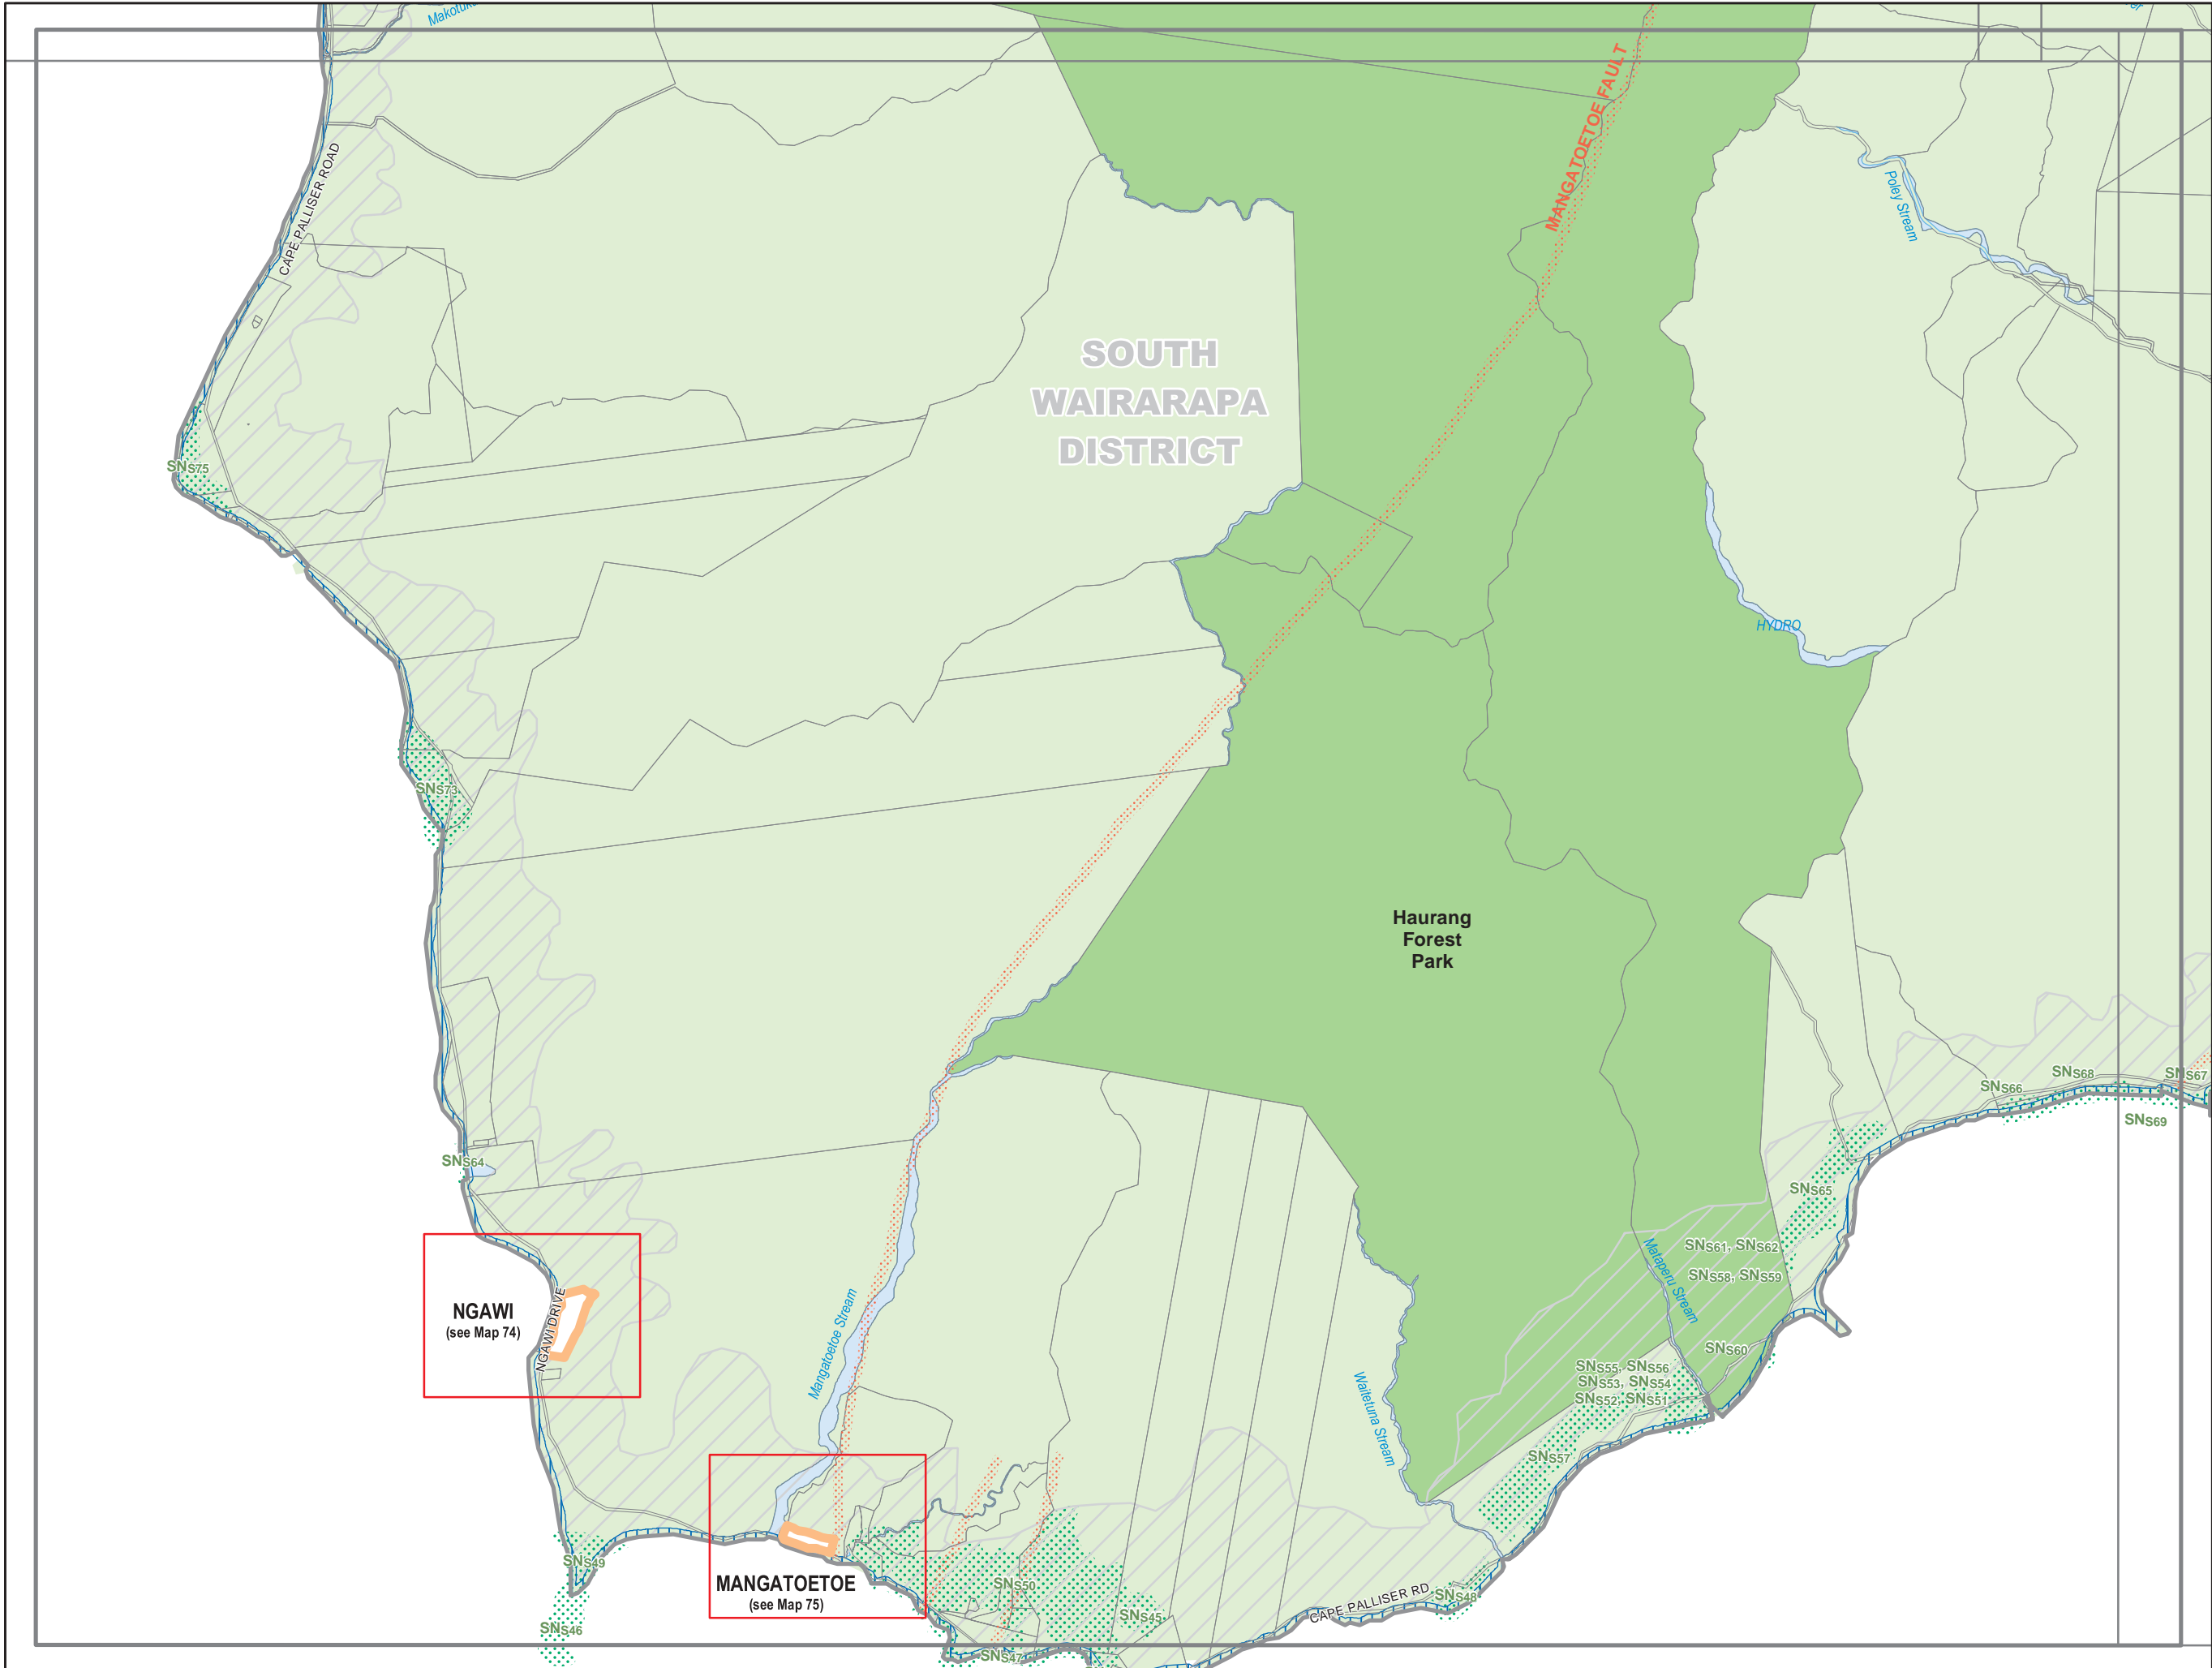 CAPE PALLISER ROAD
MANGATOETOE FAULT
Poley Stream
SOUTH
WAIRARAPA
DISTRICT
SNS75
HYDRO
SNS73
Haurang
Forest
Park
SNS66
SNS68
SNS67
SNS69
SNS64
SNS65
SNS61, SNS62
SNS58, SNS59
Mataperu Stream
NGAWI
(see Map 74)
NGAWI DRIVE
Mangatoetoe Stream
SNS60
SNS55, SNS56
SNS53, SNS54
SNS52, SNS51
Waitetuna Stream
SNS57
SNS49
MANGATOETOE
(see Map 75)
SNS50
SNS45
CAPE PALLISER RD
SNS48
SNS46
SNS47